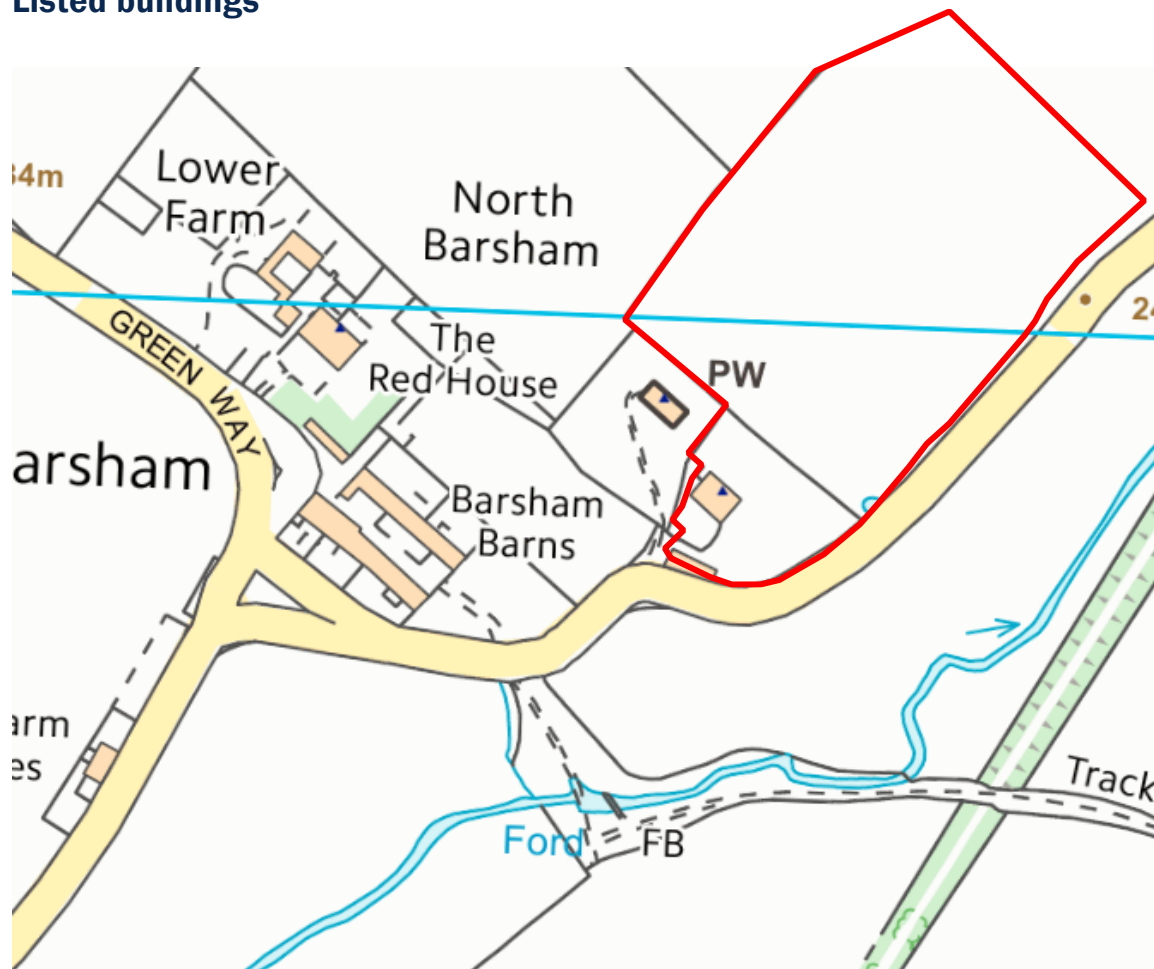 Listed buildings
34m
Lower
Farm
North
Barsham
The
Red House
PW
24
GREEN WAY
arsham
Barsham
Barns
arm
es
Track
Ford
FB